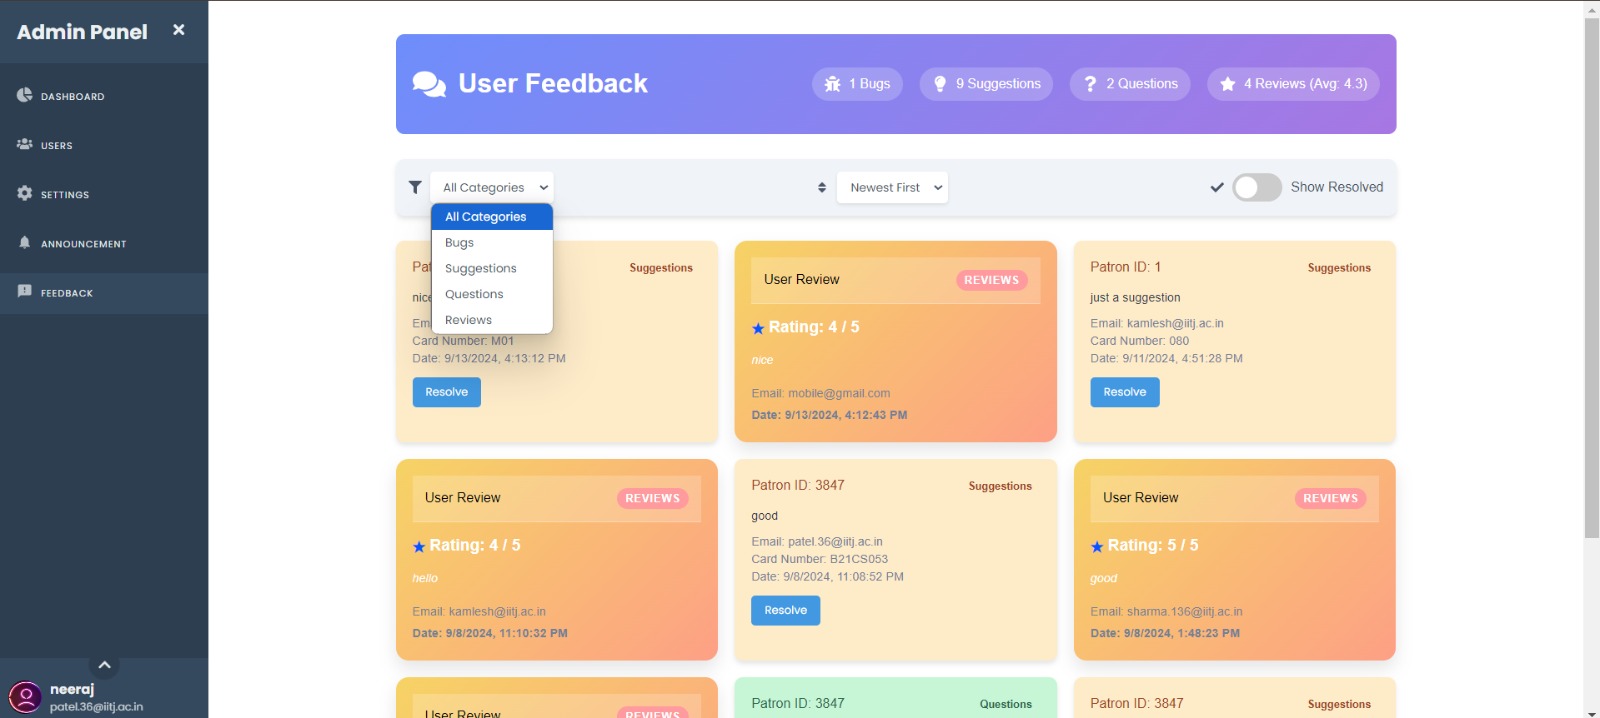 Admin Panel
DASHBOARD
USERS
SETTINGS
ANNOUNCEMENT
FEEDBACK
neeraj
patel.36@iitj.ac.in
User Feedback
1 Bugs
9 Suggestions
2 Questions
4 Reviews (Avg: 4.3)
All Categories
Newest First
Show Resolved
All Categories
Bugs
Suggestions
Questions
Reviews
Suggestions
Card Number: M01
Date: 9/13/2024, 4:13:12 PM
Resolve
User Review
REVIEWS
Rating: 4 / 5
nice
Email: mobile@gmail.com
Date: 9/13/2024, 4:12:43 PM
Patron ID: 1
Suggestions
just a suggestion
Email: kamlesh@iitj.ac.in
Card Number: 080
Date: 9/11/2024, 4:51:28 PM
Resolve
User Review
REVIEWS
Rating: 4 / 5
hello
Email: kamlesh@iitj.ac.in
Date: 9/8/2024, 11:10:32 PM
Patron ID: 3847
Suggestions
good
Email: patel.36@iitj.ac.in
Card Number: B21CS053
Date: 9/8/2024, 11:08:52 PM
Resolve
User Review
REVIEWS
Rating: 5 / 5
good
Email: sharma.136@iitj.ac.in
Date: 9/8/2024, 1:48:23 PM
User Review
REVIEWS
Patron ID: 3847
Questions
Patron ID: 3847
Suggestions